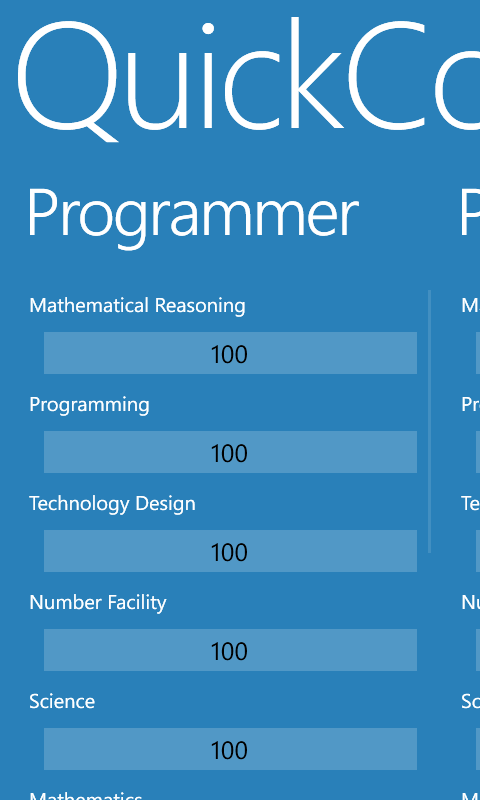 QuickCo
Programmer
P
Mathematical Reasoning
Ma
100
Programming
Pr
100
Technology Design
Te
100
Number Facility
Nu
100
Science
Sc
100
Mathematics